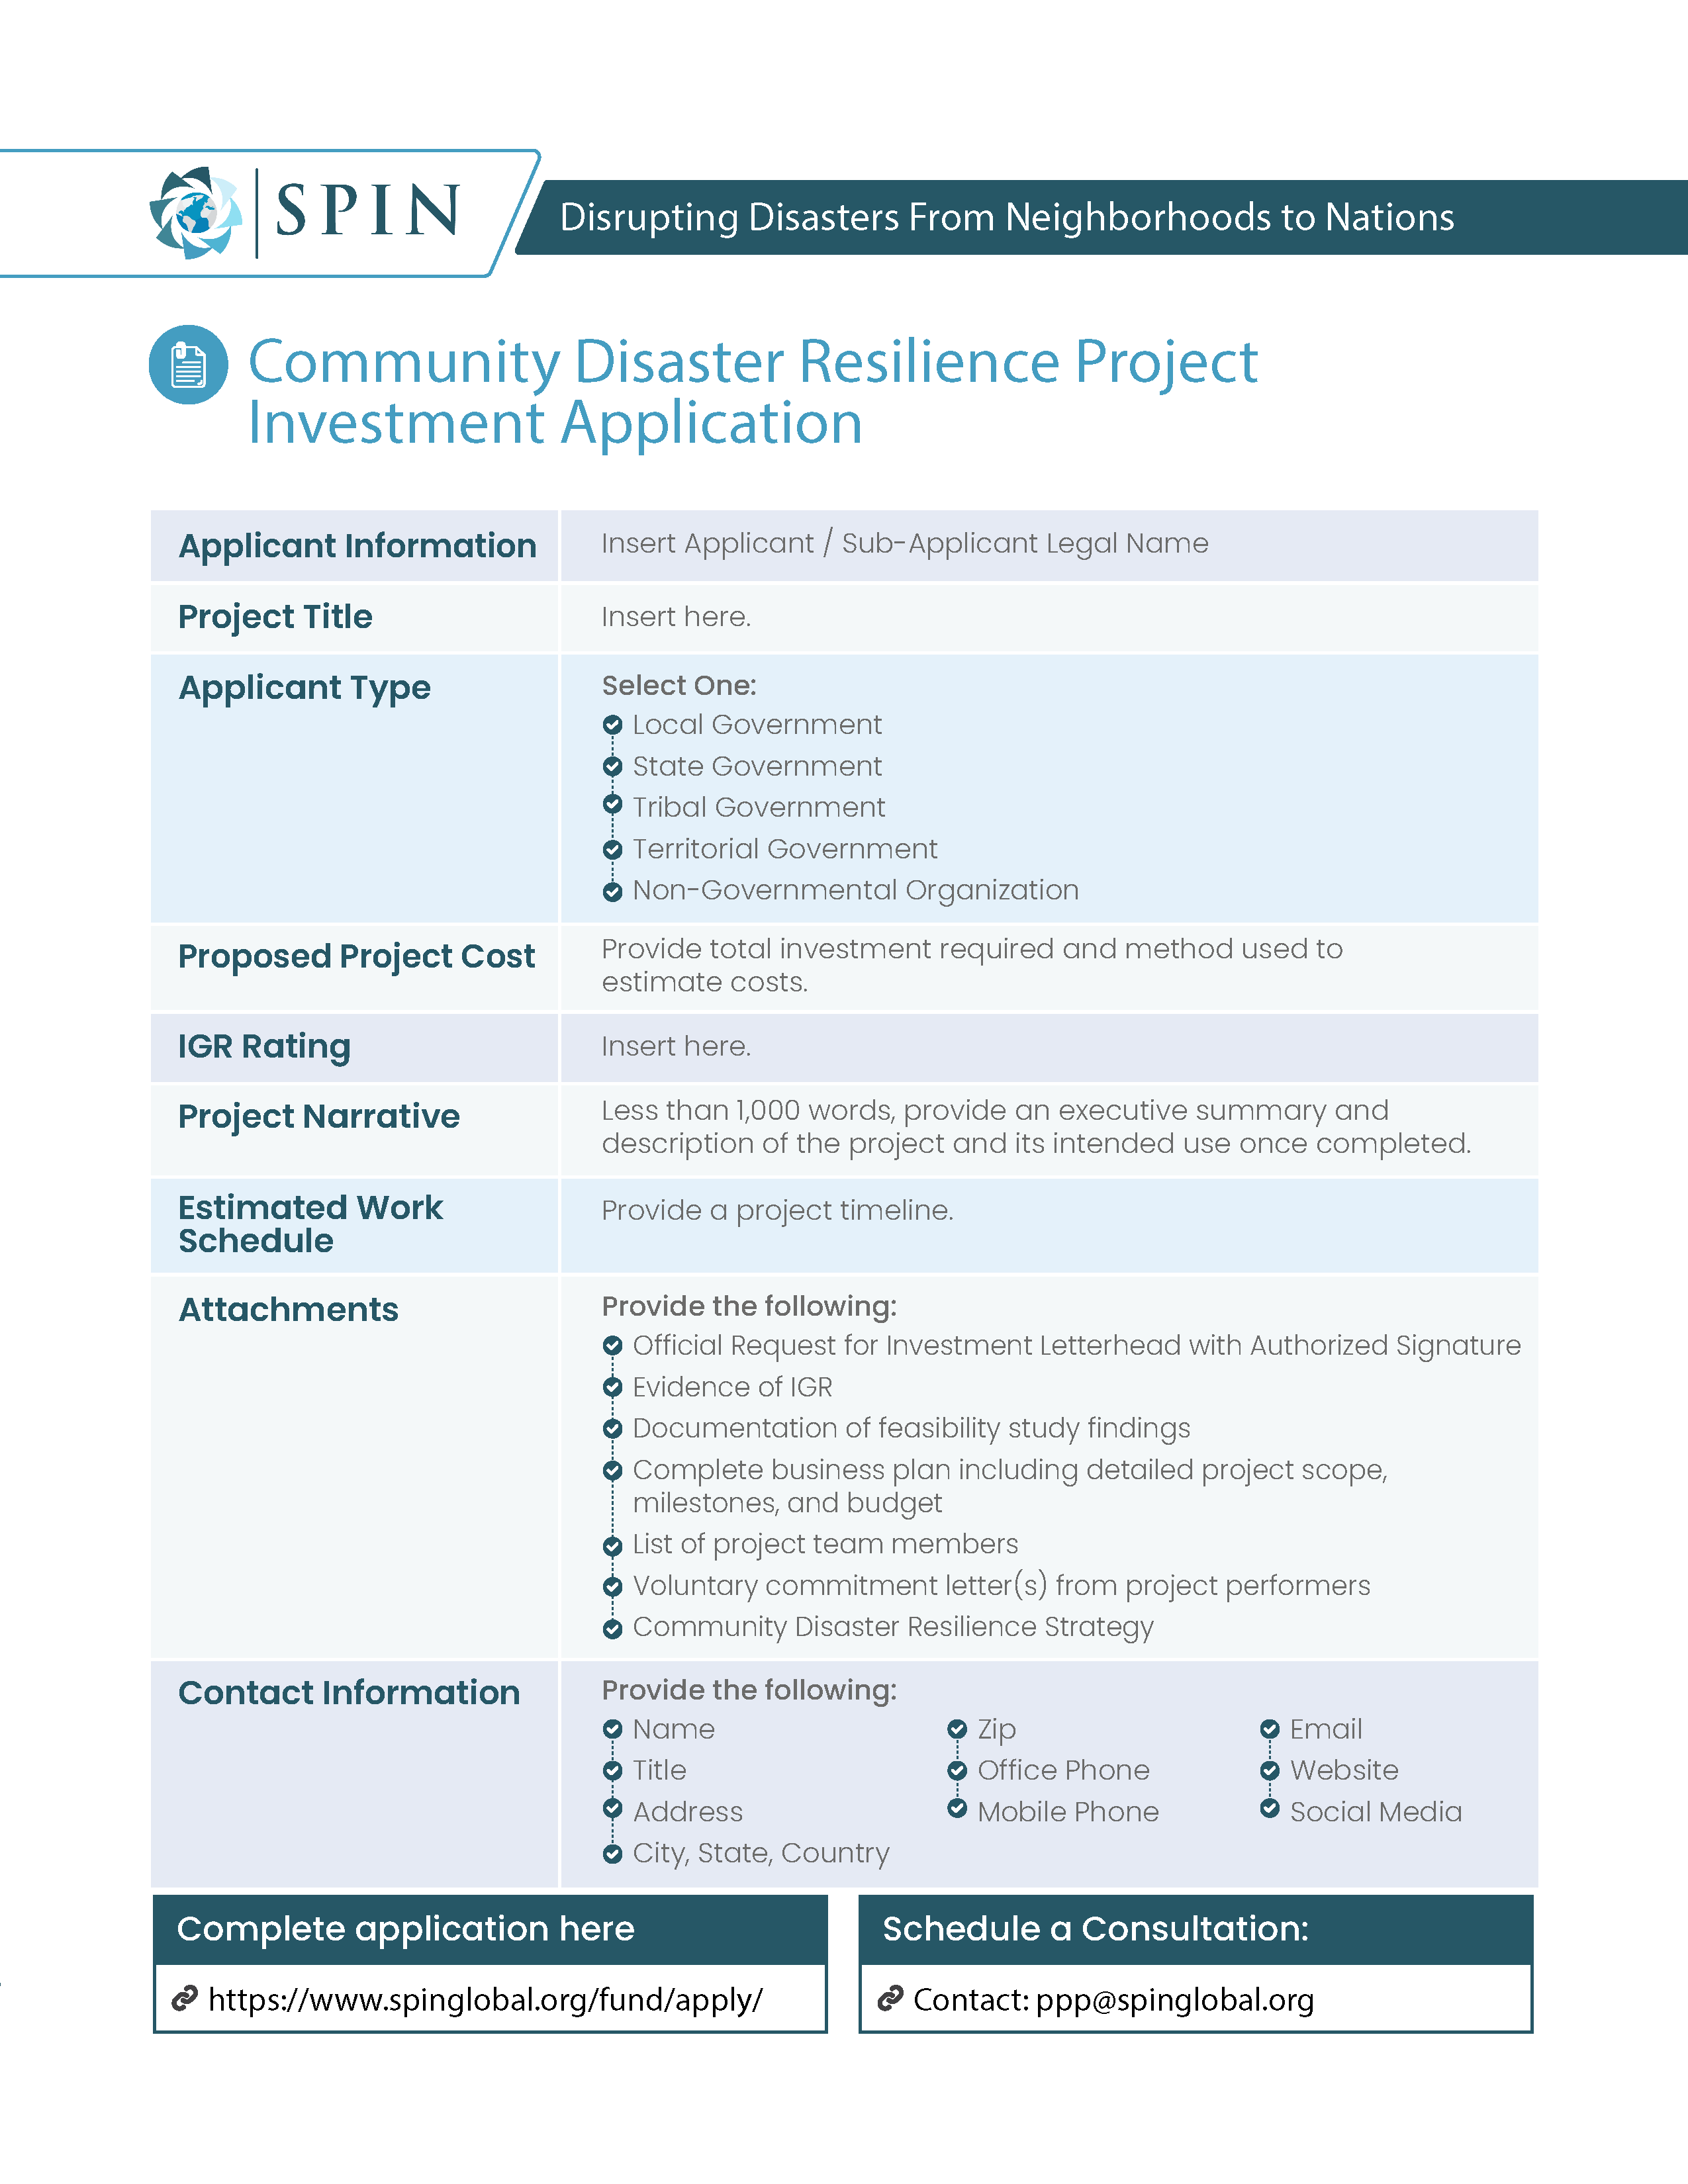 SPIN
Disrupting Disasters From Neighborhoods to Nations
Community Disaster Resilience Project
Investment Application
Applicant Information
Insert Applicant / Sub-Applicant Legal Name
Project Title
Insert here.
Applicant Type
Select One:
Local Government
State Government
Tribal Government
Territorial Government
Non-Governmental Organization
Proposed Project Cost
Provide total investment required and method used to
estimate costs.
IGR Rating
Insert here.
Project Narrative
Less than 1,000 words, provide an executive summary and
description of the project and its intended use once completed.
Estimated Work
Schedule
Provide a project timeline.
Attachments
Provide the following:
Official Request for Investment Letterhead with Authorized Signature
Evidence of IGR
Documentation of feasibility study findings
Complete business plan including detailed project scope,
milestones, and budget
List of project team members
Voluntary commitment letter(s) from project performers
Community Disaster Resilience Strategy
Contact Information
Provide the following:
Name
Title
Address
City, State, Country
Zip
Office Phone
Mobile Phone
Email
Website
Social Media
Complete application here
https://www.spinglobal.org/fund/apply/
Schedule a Consultation:
Contact: ppp@spinglobal.org